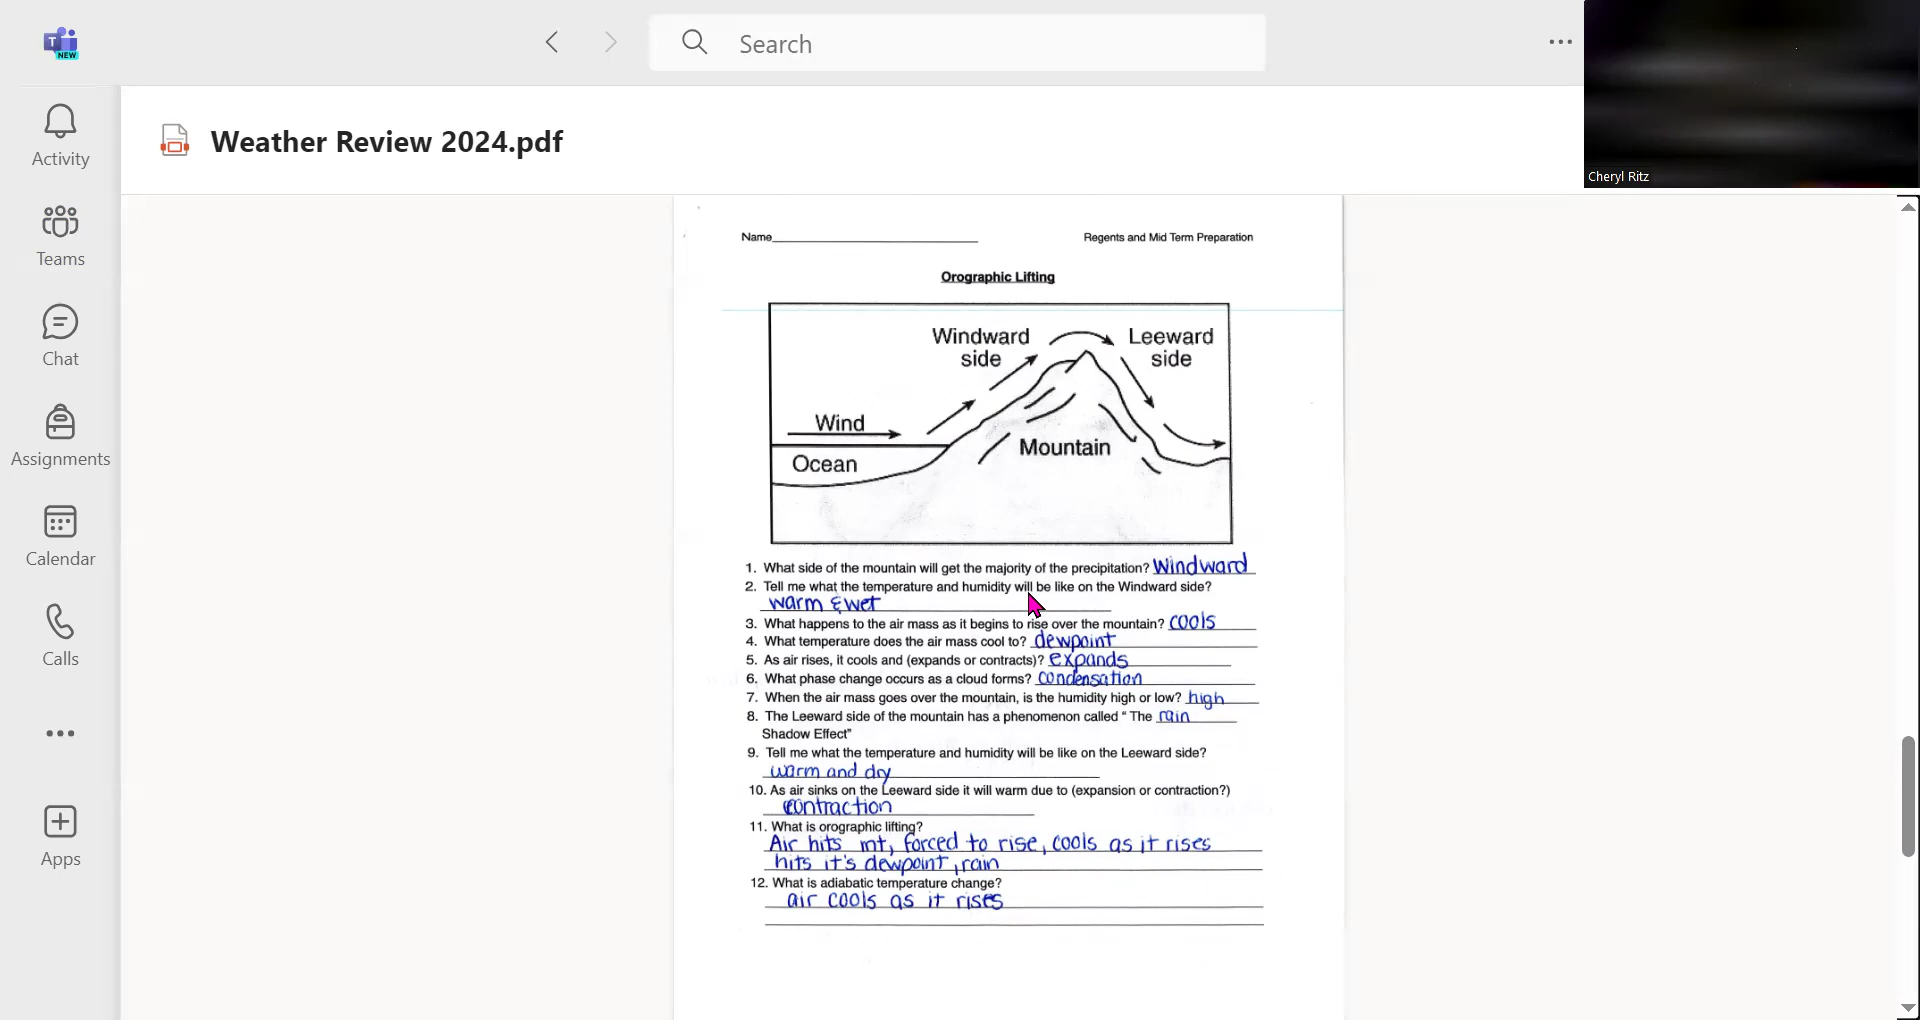 Search
...
Cheryl Ritz
NEW
Activity
Teams
Chat
Assignments
Calendar
Calls
Apps
Weather Review 2024.pdf
Name
Regents and Mid Term Preparation
Orographic Lifting
Windward side
Leeward side
Wind
Ocean
Mountain
1. What side of the mountain will get the majority of the precipitation? Windward
2. Tell me what the temperature and humidity will be like on the Windward side?
warm & wet
3. What happens to the air mass as it begins to rise over the mountain? cools
4. What temperature does the air mass cool to? dewpoint
5. As air rises, it cools and (expands or contracts)? expands
6. What phase change occurs as a cloud forms? condensation
7. When the air mass goes over the mountain, is the humidity high or low? high
8. The Leeward side of the mountain has a phenomenon called “ The rain
Shadow Effect”
9. Tell me what the temperature and humidity will be like on the Leeward side?
warm and dry
10. As air sinks on the Leeward side it will warm due to (expansion or contraction?)
contraction
11. What is orographic lifting?
Air hits mt, forced to rise, cools as it rises
hits it's dewpoint, rain
12. What is adiabatic temperature change?
air cools as it rises